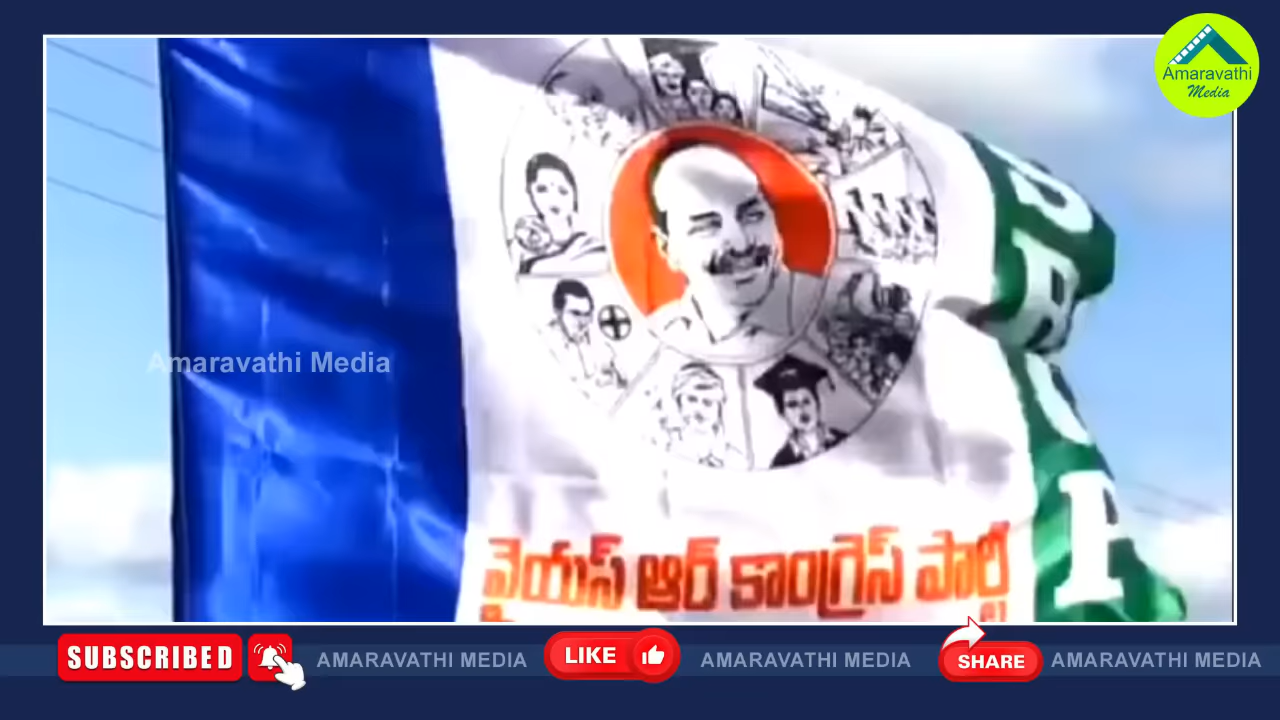 Amaravathi
Media
Amaravathi Media
వైయస్ ఆర్ కాంగ్రెస్ పార్టీ
SUBSCRIBED
AMARAVATHI MEDIA
LIKE
AMARAVATHI MEDIA
SHARE
AMARAVATHI MEDIA